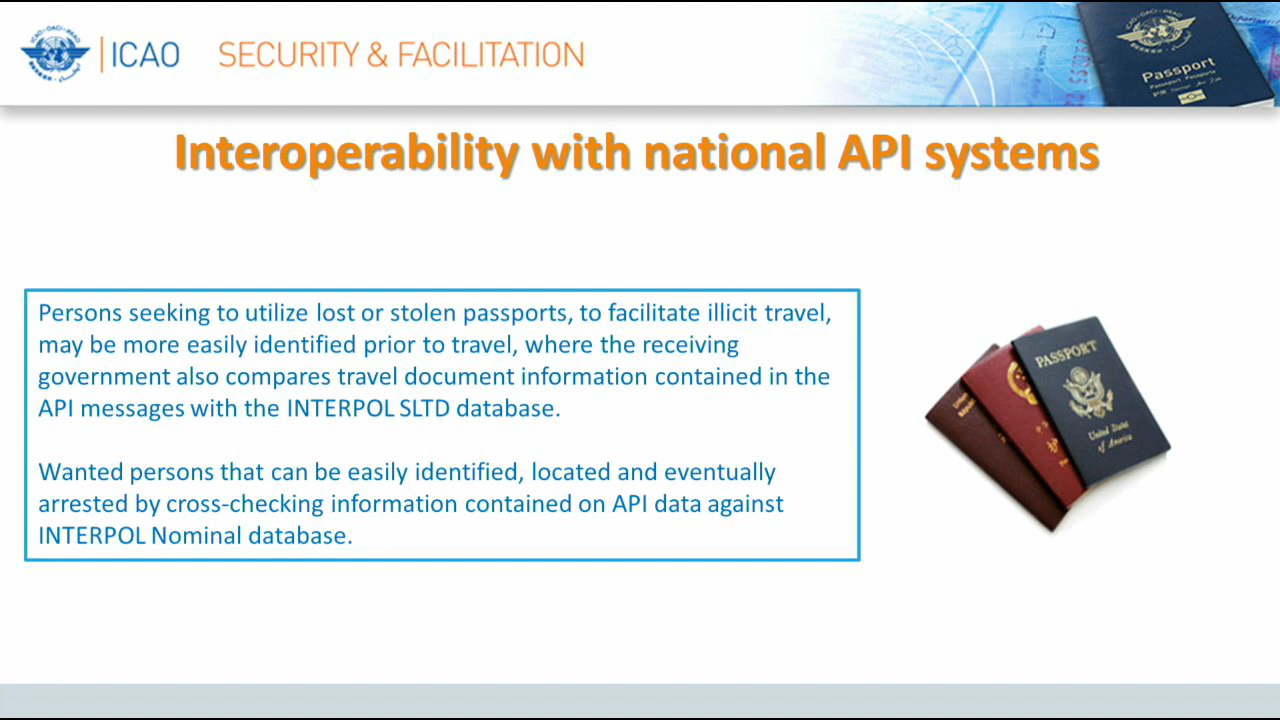 ICAO
SECURITY & FACILITATION
Passport
Interoperability with national API systems
Persons seeking to utilize lost or stolen passports, to facilitate illicit travel,
may be more easily identified prior to travel, where the receiving
government also compares travel document information contained in the
API messages with the INTERPOL SLTD database.
Wanted persons that can be easily identified, located and eventually
arrested by cross-checking information contained on API data against
INTERPOL Nominal database.
PASSPORT
United States
of America